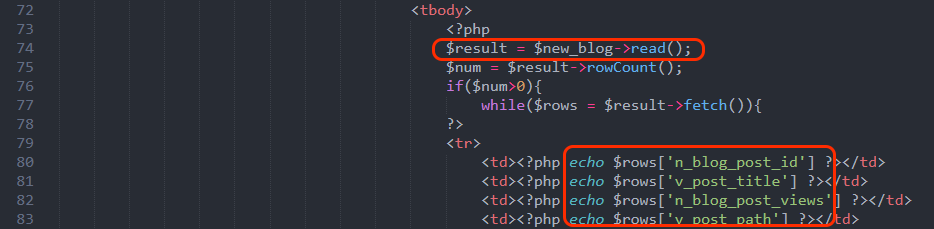 72 <tbody>
73 <?php
74 $result = $new_blog->read();
75 $num = $result->rowCount();
76 if($num>0){
77 while($rows = $result->fetch()){
78 ?>
79 <tr>
80 <td><?php echo $rows['n_blog_post_id'] ?></td>
81 <td><?php echo $rows['v_post_title'] ?></td>
82 <td><?php echo $rows['n_blog_post_views'] ?></td>
83 <td><?php echo $rows['v_post_path'] ?></td>